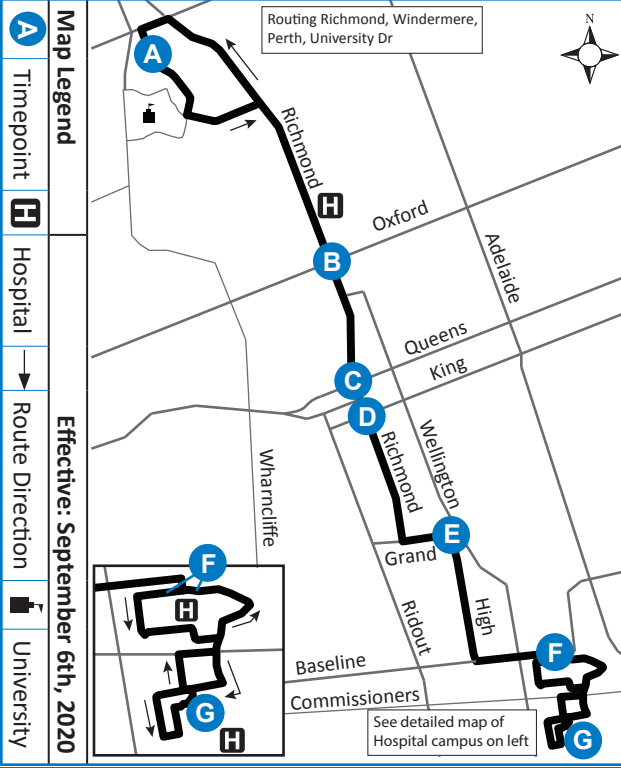 Routing Richmond, Windermere,
Perth, University Dr
N
A
Richmond
H
Oxford
B
Adelaide
Queens
C
King
D
Richmond
Wellington
E
Grand
Wharncliffe
Ridout
High
F
Baseline
Commissioners
G
See detailed map of
Hospital campus on left
F
H
G
H
Map Legend
Effective: September 6th, 2020
A Timepoint H Hospital Route Direction University